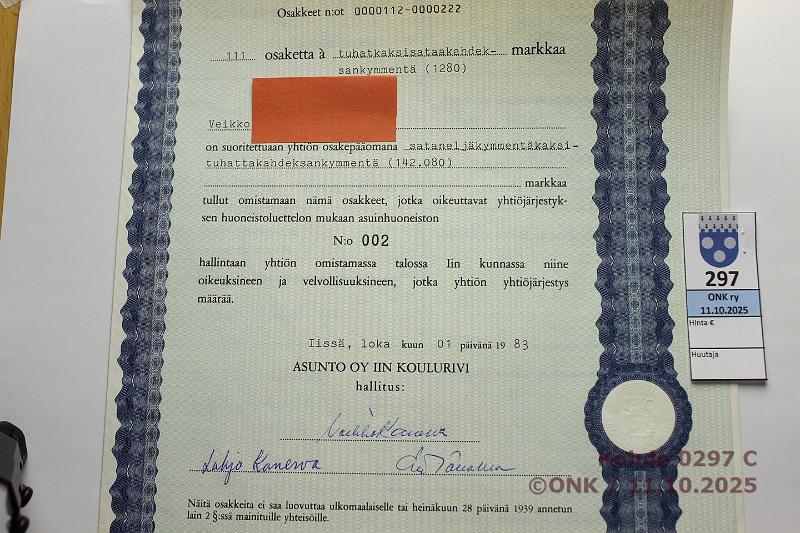 Osakkeet n:ot 0000112-0000222
111 osaketta à tuhatkaksisataakahdek- markkaa
sankymmentä (1280)
Veikko
on suoritettuaan yhtiön osakepääomana sataneljäkymmentäkaksi-
tuhattakahdeksankymmentä (142.080)
markkaa
tullut omistamaan nämä osakkeet, jotka oikeuttavat yhtiöjärjestyk-
sen huoneistoluettelon mukaan asuinhuoneiston
N:o 002
hallintaan yhtiön omistamassa talossa Iin kunnassa niine
oikeuksineen ja velvollisuuksineen, jotka yhtiön yhtiöjärjestys
määrää.
Iissä, loka kuun 01 päivänä 19 83
ASUNTO OY IIN KOULURIVI
hallitus:
Lahja Kanerva
Näitä osakkeita ei saa luovuttaa ulkomaalaiselle tai heinäkuun 28 päivänä 1939 annetun
lain 2 §:ssä mainituille yhteisöille.
297
ONK ry
11.10.2025
Hinta €
Huutaja
Kohde 0297 C
©ONK / 11.10.2025